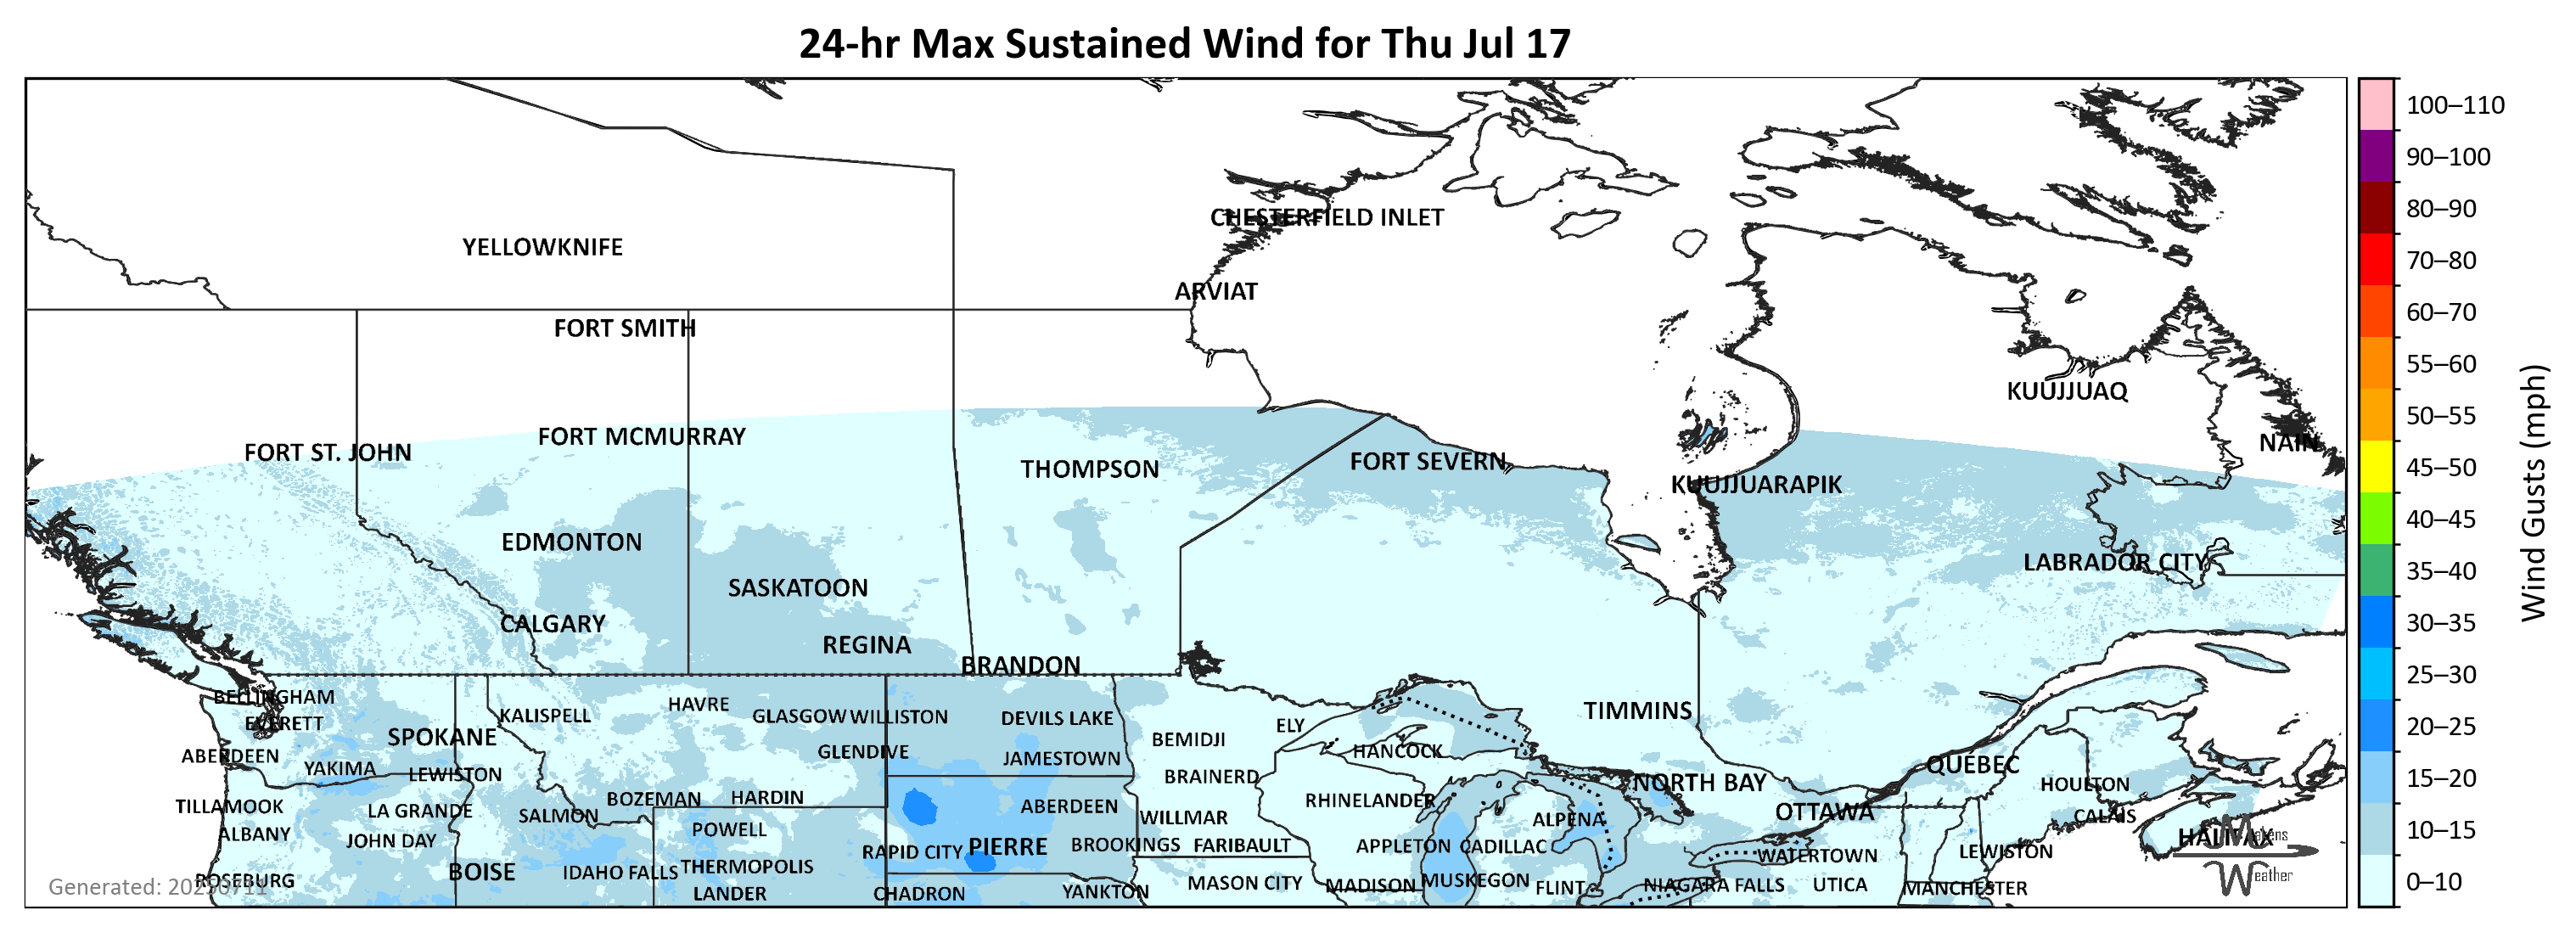 24-hr Max Sustained Wind for Thu Jul 17
100–110
90–100
CHESTERFIELD INLET
80–90
YELLOWKNIFE
70–80
ARVIAT
60–70
FORT SMITH
55–60
KUUJJUAQ
50–55
FORT MCMURRAY
NAIN
FORT ST. JOHN
FORT SEVERN
THOMPSON
45–50
KUUJJUARAPIK
40–45
EDMONTON
LABRADOR CITY
35–40
Wind Gusts (mph)
SASKATOON
CALGARY
30–35
REGINA
BRANDON
25–30
BELLINGHAM
HAVRE
TIMMINS
KALISPELL
GLASGOW
WILLISTON
DEVILS LAKE
EVERETT
ELY
20–25
SPOKANE
BEMIDJI
HANCOCK
GLENDIVE
ABERDEEN
JAMESTOWN
QUEBEC
YAKIMA
LEWISTON
BRAINERD
15–20
NORTH BAY
HOULTON
BOZEMAN
HARDIN
RHINELANDER
TILLAMOOK
LA GRANDE
ABERDEEN
SALMON
OTTAWA
CALAIS
WILLMAR
ALPENA
10–15
POWELL
ALBANY
HALIFAX
Makens
JOHN DAY
BROOKINGS
FARIBAULT
APPLETON
CADILLAC
PIERRE
RAPID CITY
LEWISTON
WATERTOWN
THERMOPOLIS
BOISE
IDAHO FALLS
Weather
ROSEBURG
MUSKEGON
0–10
MASON CITY
MADISON
NIAGARA FALLS
UTICA
Generated: 20250711
FLINT
MANCHESTER
LANDER
CHADRON
YANKTON